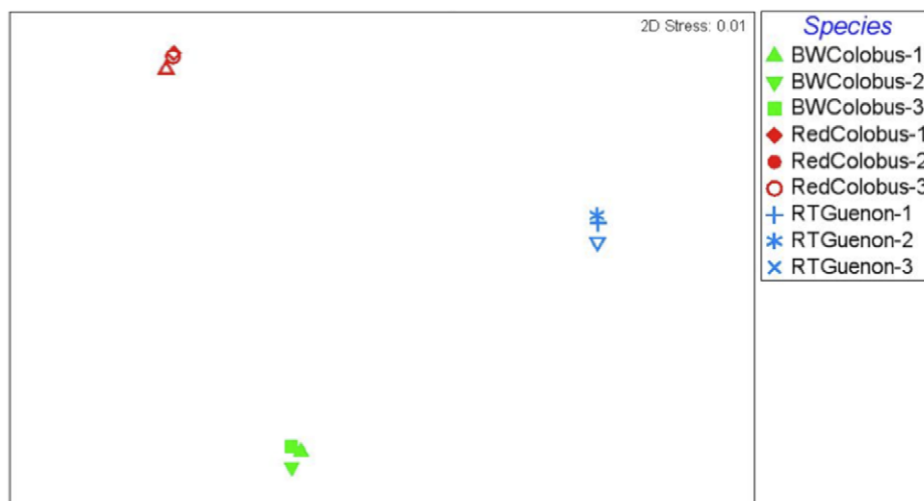 2D Stress: 0.01
Species
BWColobus-1
BWColobus-2
BWColobus-3
RedColobus-1
RedColobus-2
RedColobus-3
RTGuenon-1
RTGuenon-2
RTGuenon-3